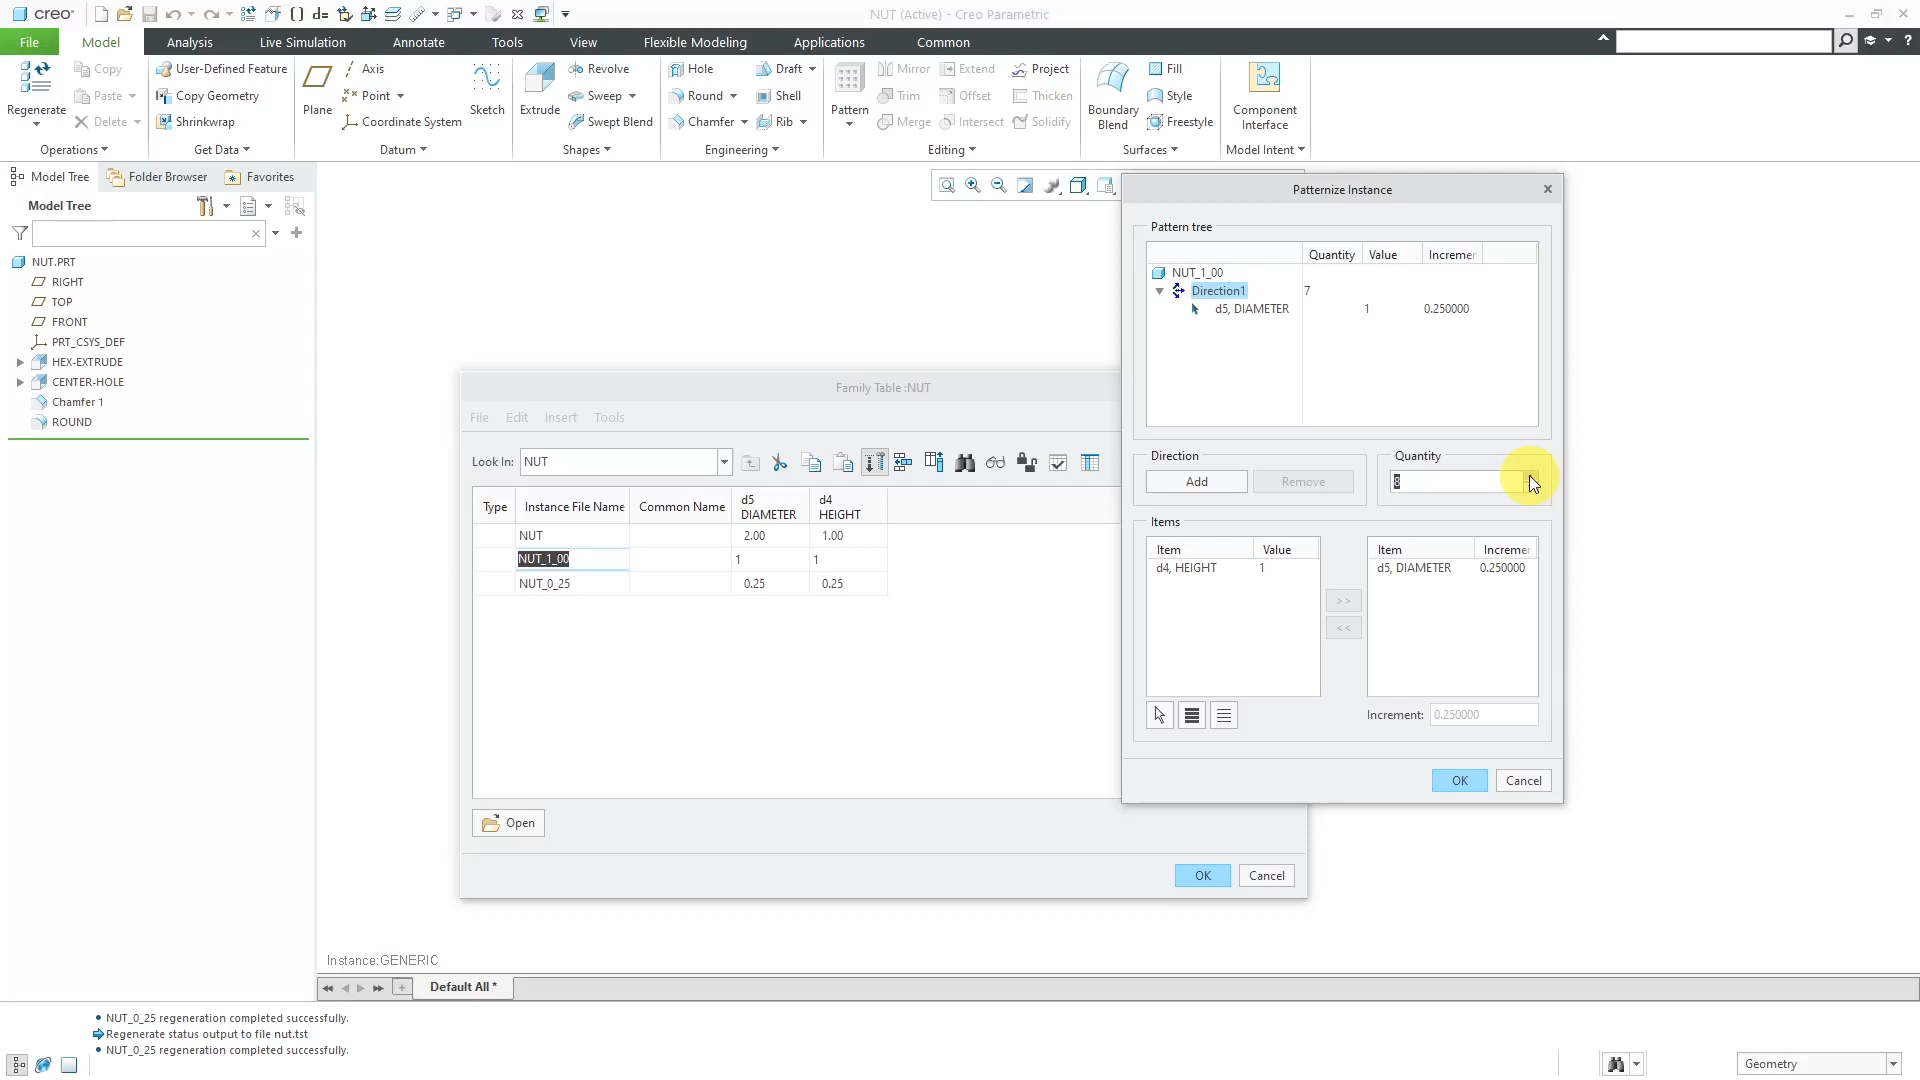 creo
NUT (Active) - Creo Parametric
File
Model
Analysis
Live Simulation
Annotate
Tools
View
Flexible Modeling
Applications
Common
Regenerate
Copy
Paste
Delete
Operations
User-Defined Feature
Copy Geometry
Shrinkwrap
Get Data
Plane
Axis
Point
Coordinate System
Sketch
Datum
Extrude
Revolve
Sweep
Swept Blend
Shapes
Hole
Draft
Round
Shell
Chamfer
Rib
Engineering
Pattern
Mirror
Extend
Project
Trim
Offset
Thicken
Merge
Intersect
Solidify
Editing
Boundary
Blend
Fill
Style
Freestyle
Surfaces
Component
Interface
Model Intent
Model Tree
Folder Browser
Favorites
Model Tree
NUT.PRT
RIGHT
TOP
FRONT
PRT_CSYS_DEF
HEX-EXTRUDE
CENTER-HOLE
Chamfer 1
ROUND
Family Table :NUT
File
Edit
Insert
Tools
Look In:
NUT
Type
Instance File Name
Common Name
d5
DIAMETER
d4
HEIGHT
NUT
2.00
1.00
NUT_1_00
1
1
NUT_0_25
0.25
0.25
Open
OK
Cancel
Patternize Instance
Pattern tree
Quantity
Value
Incremer
NUT_1_00
Direction1
7
d5, DIAMETER
1
0.250000
Direction
Add
Remove
Quantity
8
Items
Item
Value
d4, HEIGHT
1
>>
<<
Item
Incremer
d5, DIAMETER
0.250000
Increment:
0.250000
OK
Cancel
Instance:GENERIC
Default All *
NUT_0_25 regeneration completed successfully.
Regenerate status output to file nut.tst
NUT_0_25 regeneration completed successfully.
Geometry